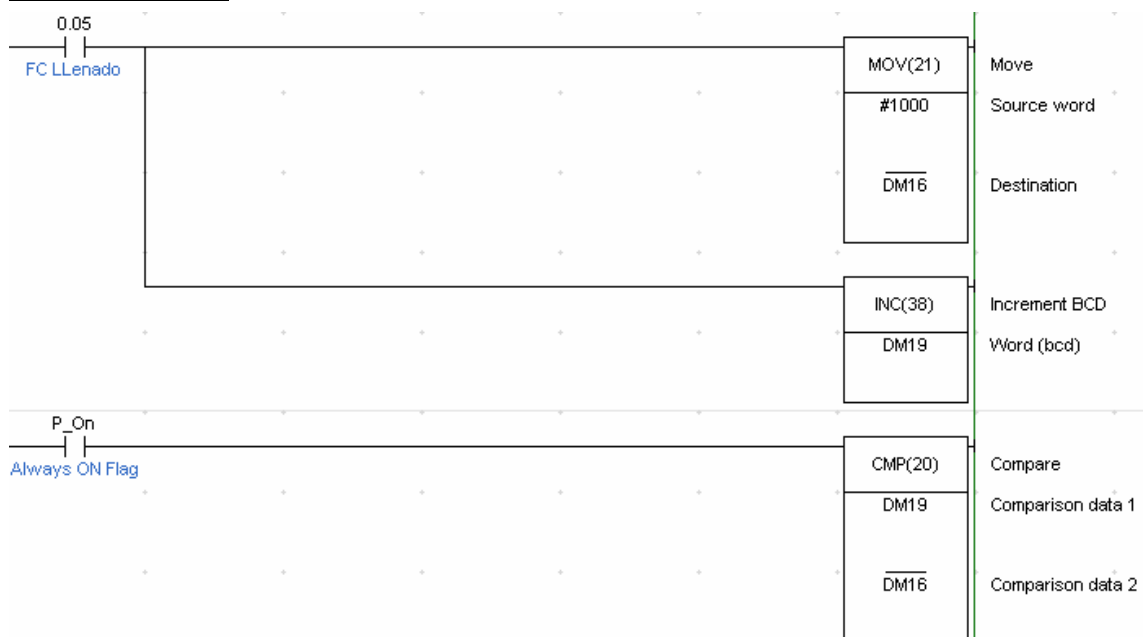 0.05
FC LLenado
MOV(21) Move
#1000 Source word
DM16 Destination
INC(38) Increment BCD
DM19 Word (bcd)
P_On
Always ON Flag
CMP(20) Compare
DM19 Comparison data 1
DM16 Comparison data 2